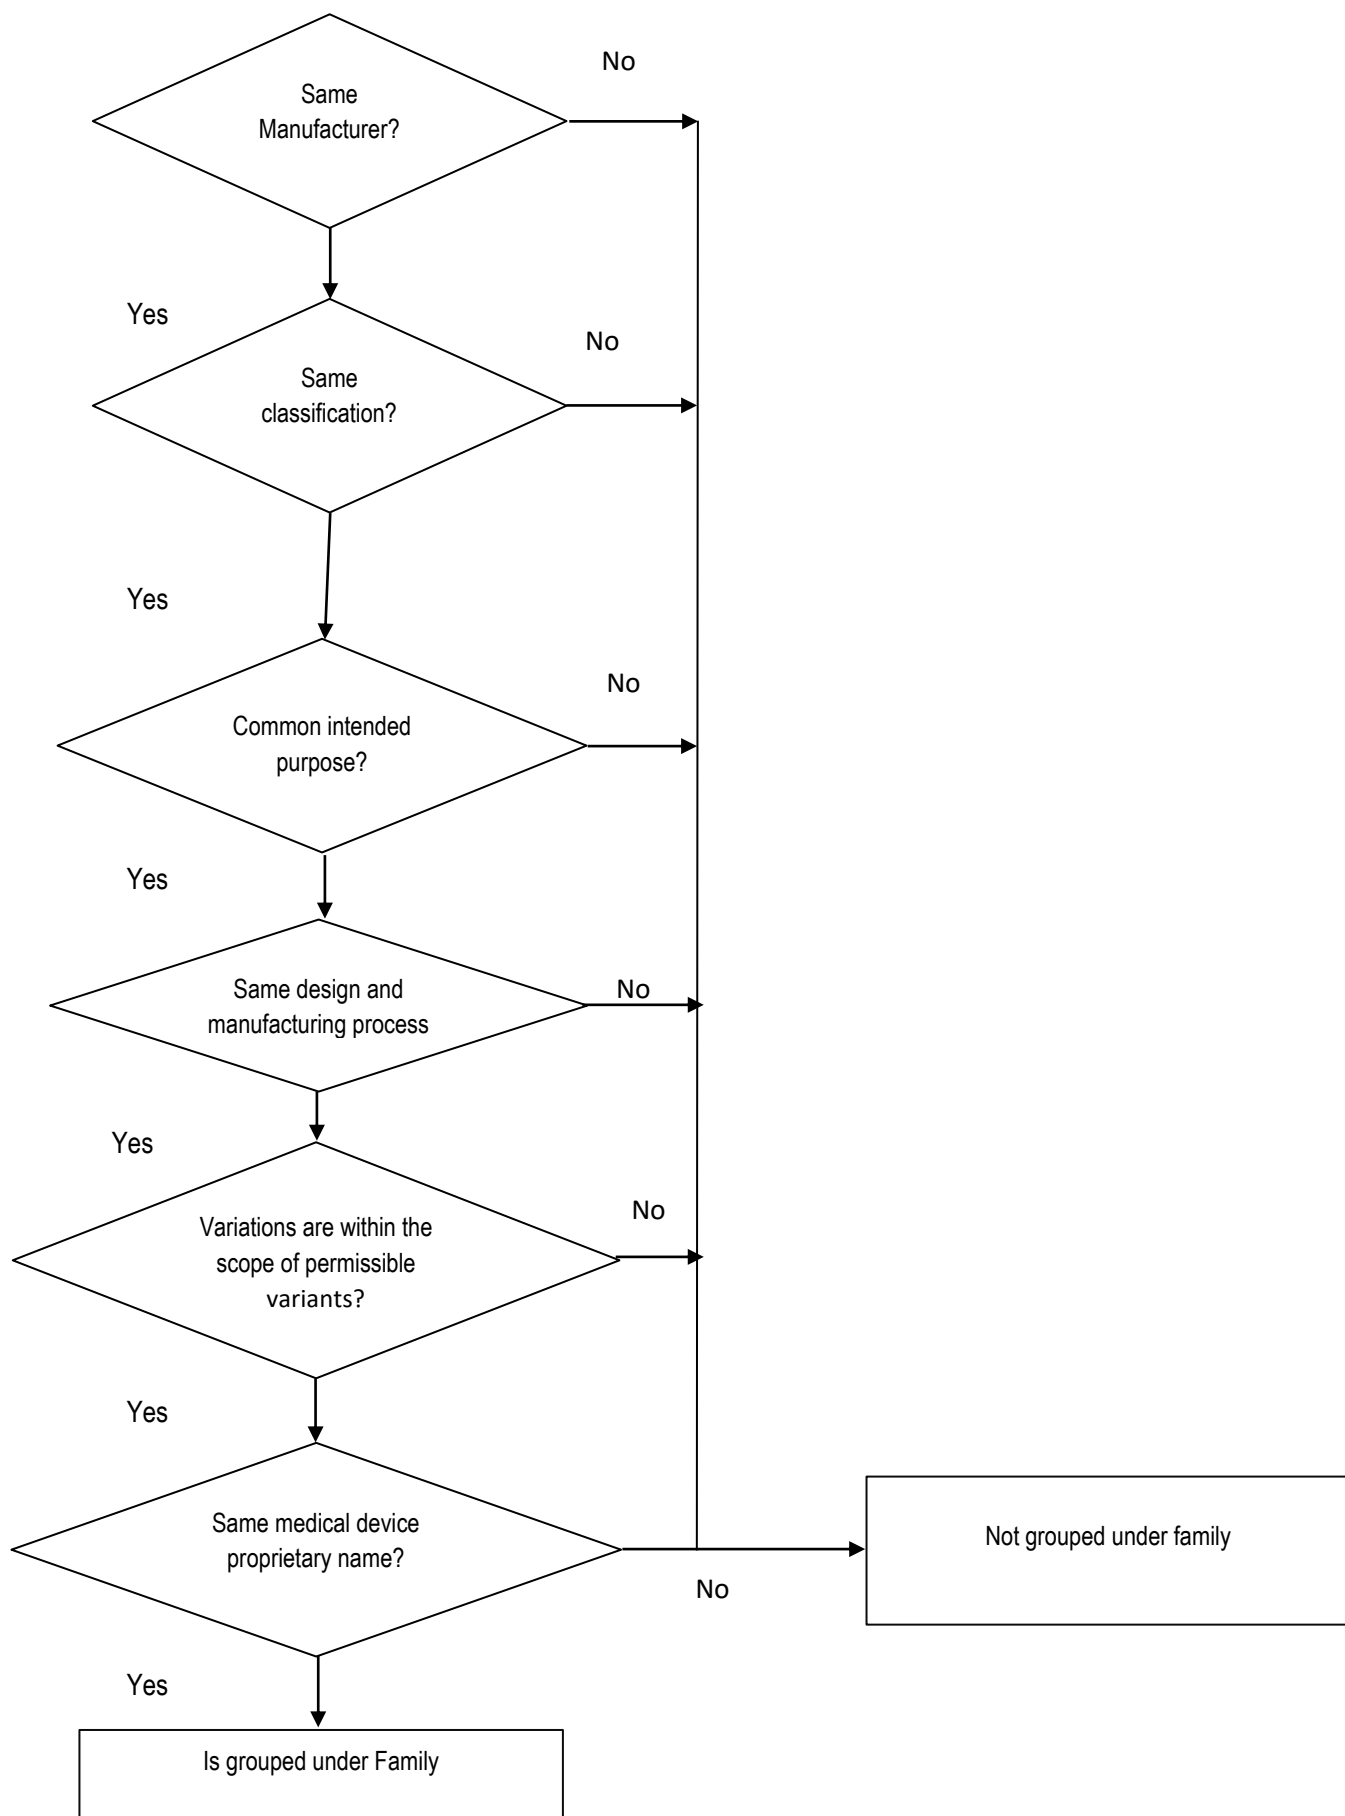 No
Same
Manufacturer?
Yes
No
Same
classification?
Yes
No
Common intended
purpose?
Yes
Same design and
manufacturing process
No
Yes
No
Variations are within the
scope of permissible
variants?
Yes
Same medical device
proprietary name?
Not grouped under family
No
Yes
Is grouped under Family